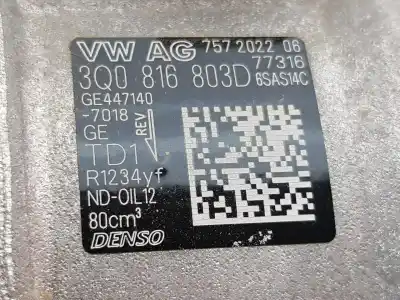 VW AG 757 2022 06
77316
3Q0 816 803D 6SAS14C
GE447140
-7018
GE
REV
TD1
R1234yf
ND-OIL12
80cm³
DENSO